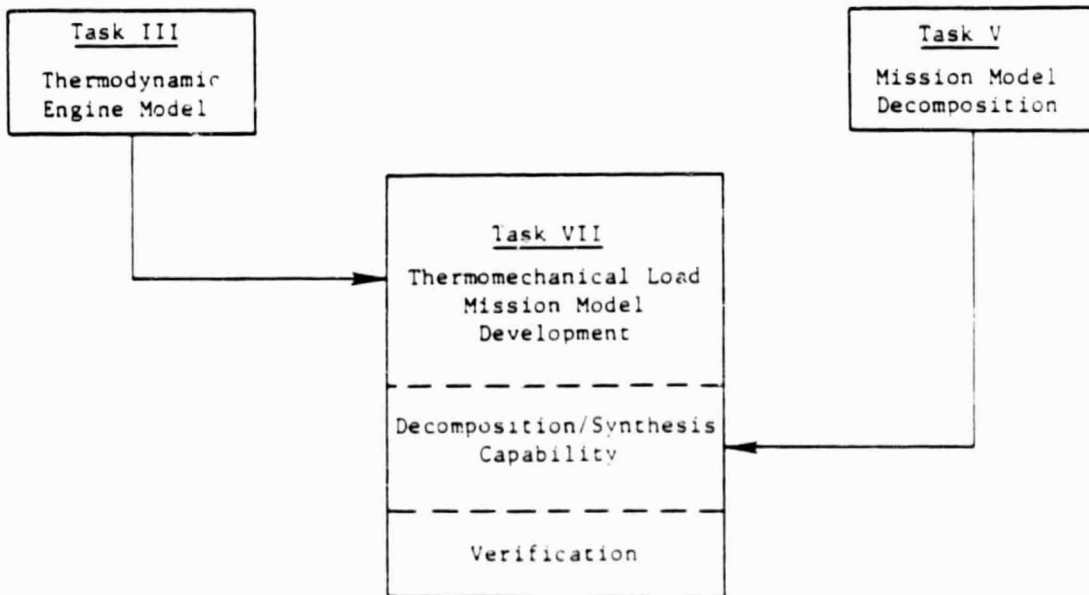 Task III
Thermodynamic
Engine Model
Task V
Mission Model
Decomposition
Task VII
Thermomechanical Load
Mission Model
Development
Decomposition/Synthesis
Capability
Verification